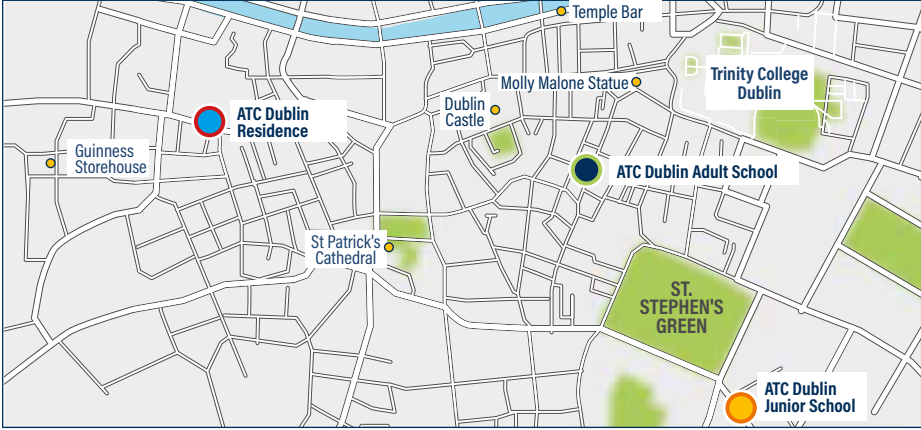 Temple Bar
Molly Malone Statue
Trinity College
Dublin
Dublin
Castle
ATC Dublin
Residence
Guinness
Storehouse
ATC Dublin Adult School
St Patrick's
Cathedral
ST.
STEPHEN'S
GREEN
ATC Dublin
Junior School